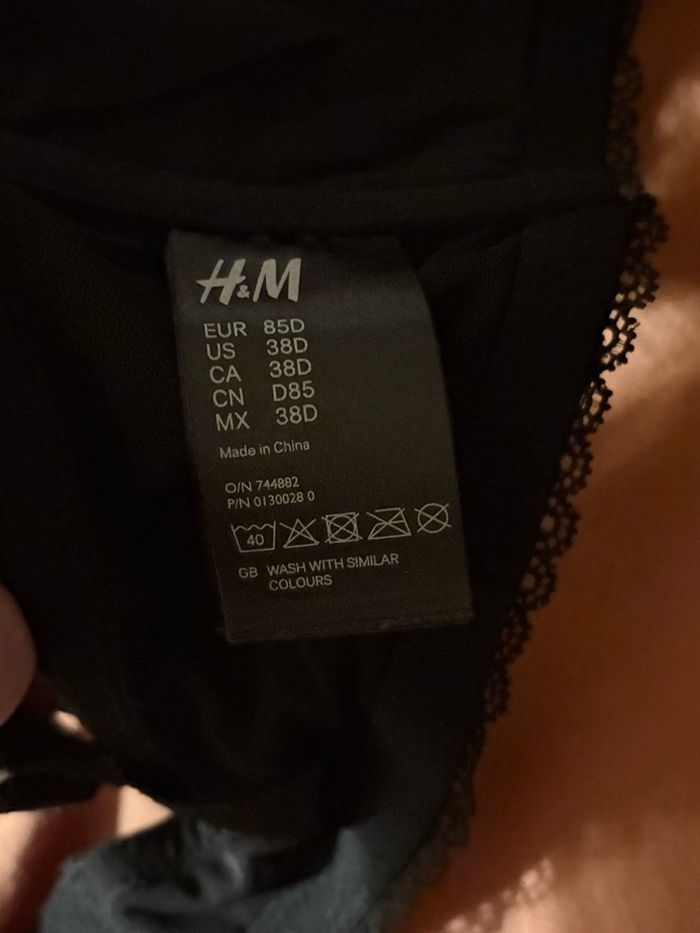 H&M
EUR 85D
US 38D
CA 38D
CN D85
MX 38D
Made in China
O/N 744882
P/N 0130028 0
40
GB WASH WITH SIMILAR
COLOURS